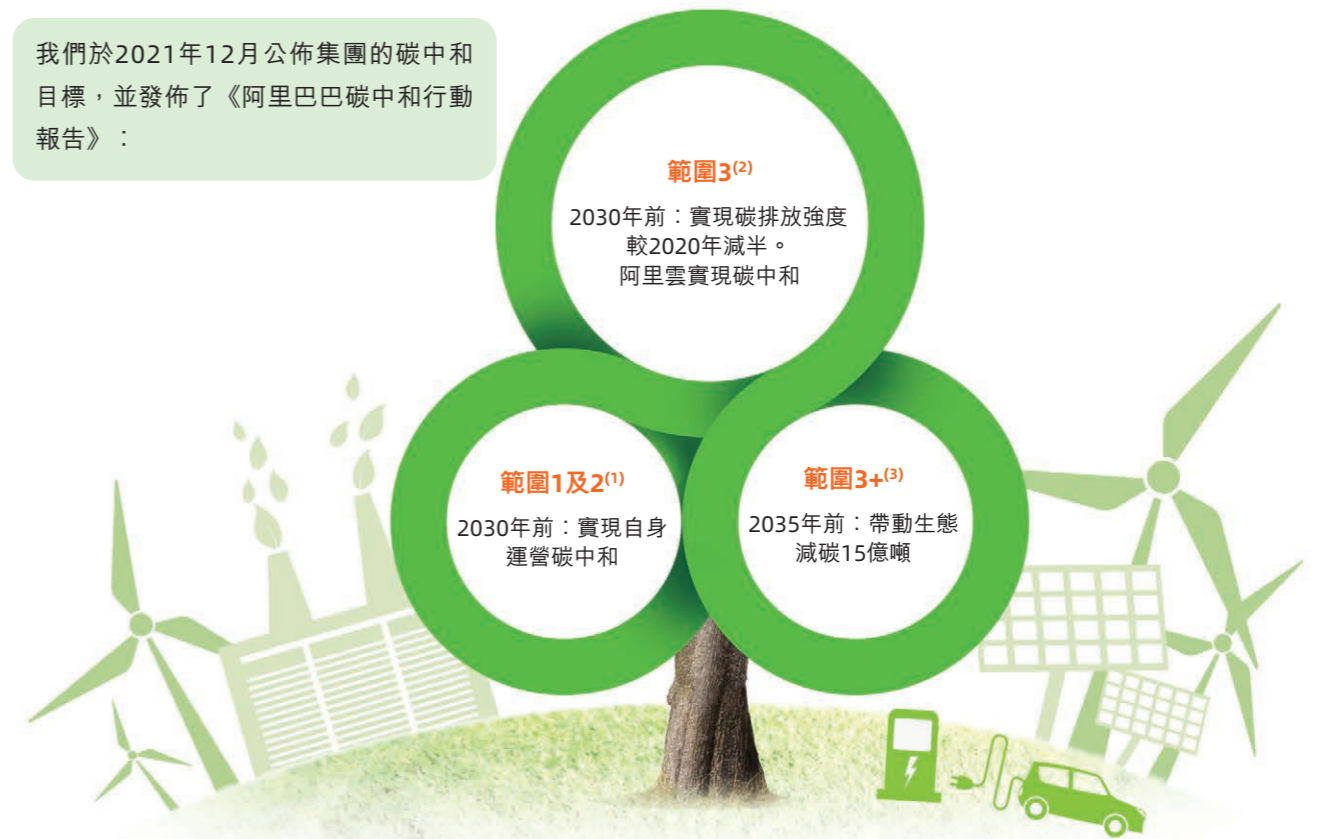 我們於2021年12月公佈集團的碳中和
目標，並發佈了《阿里巴巴碳中和行動
報告》：
範圍3(2)
2030年前：實現碳排放強度
較2020年減半。
阿里雲實現碳中和
範圍1及2(1)
2030年前：實現自身
運營碳中和
範圍3+(3)
2035年前：帶動生態
減碳15億噸